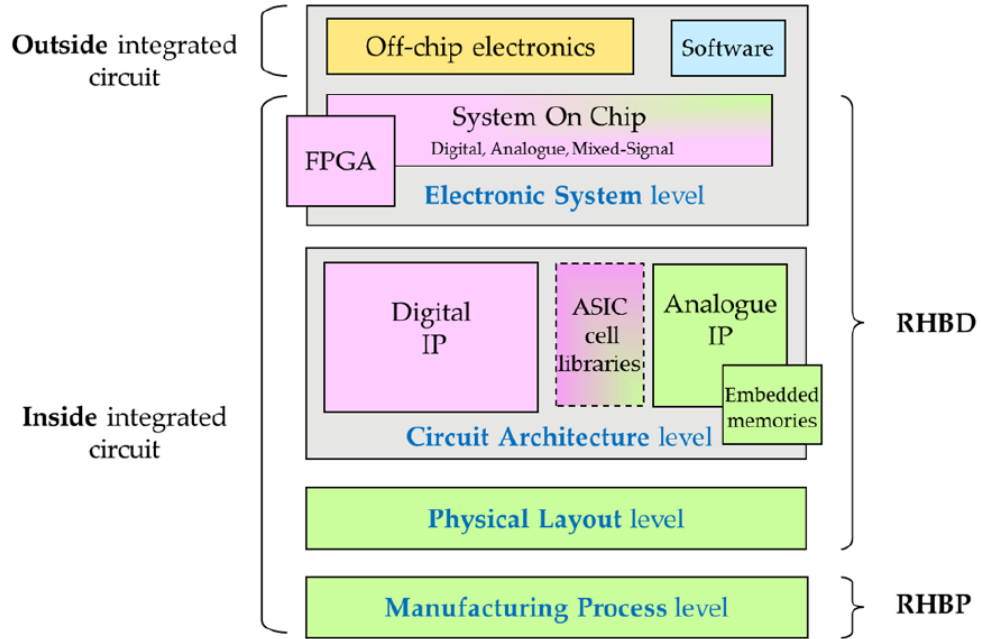 Outside integrated
circuit
Off-chip electronics
Software
System On Chip
Digital, Analogue, Mixed-Signal
FPGA
Electronic System level
Digital
IP
ASIC
cell
libraries
Analogue
IP
Embedded
memories
Circuit Architecture level
RHBD
Inside integrated
circuit
Physical Layout level
Manufacturing Process level
RHBP